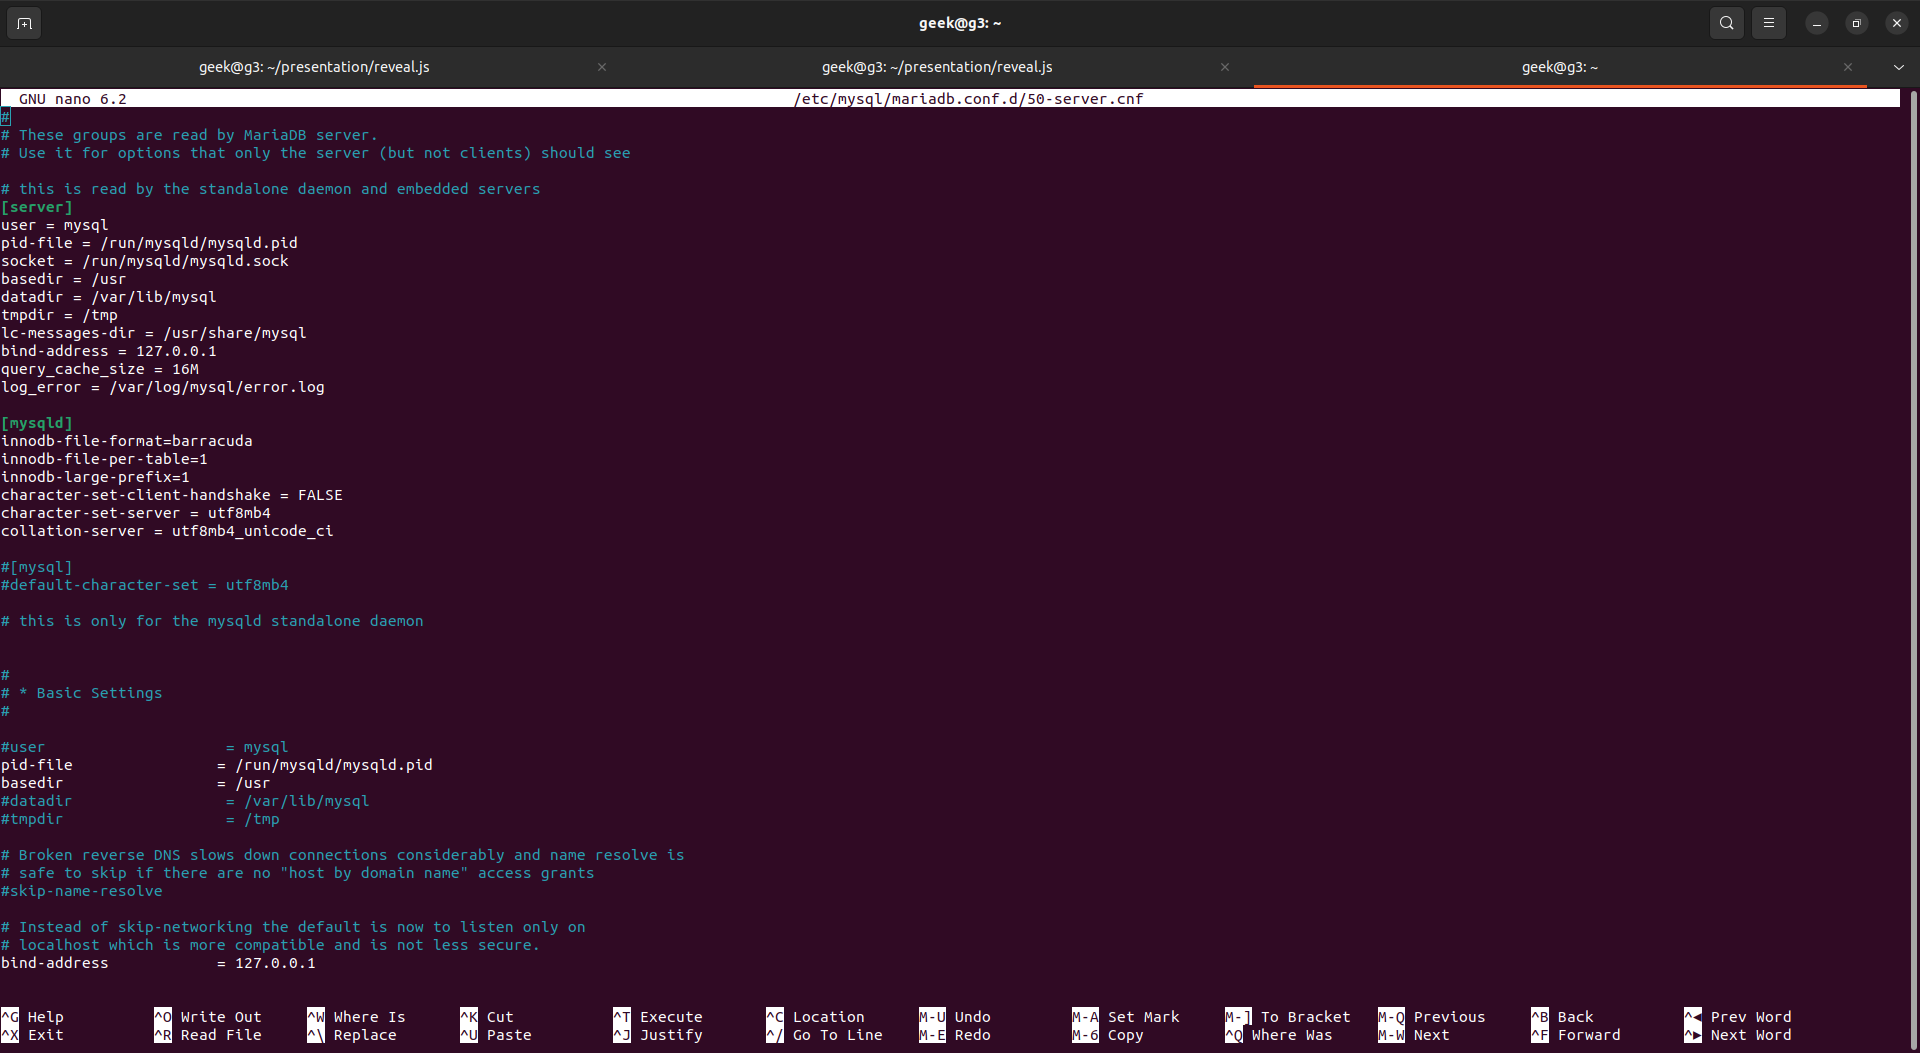 geek@g3: ~
geek@g3: ~/presentation/reveal.js
geek@g3: ~/presentation/reveal.js
geek@g3: ~
GNU nano 6.2 /etc/mysql/mariadb.conf.d/50-server.cnf
#
# These groups are read by MariaDB server.
# Use it for options that only the server (but not clients) should see
# this is read by the standalone daemon and embedded servers
[server]
user = mysql
pid-file = /run/mysqld/mysqld.pid
socket = /run/mysqld/mysqld.sock
basedir = /usr
datadir = /var/lib/mysql
tmpdir = /tmp
lc-messages-dir = /usr/share/mysql
bind-address = 127.0.0.1
query_cache_size = 16M
log_error = /var/log/mysql/error.log
[mysqld]
innodb-file-format=barracuda
innodb-file-per-table=1
innodb-large-prefix=1
character-set-client-handshake = FALSE
character-set-server = utf8mb4
collation-server = utf8mb4_unicode_ci
#[mysql]
#default-character-set = utf8mb4
# this is only for the mysqld standalone daemon
#
# * Basic Settings
#
#user = mysql
pid-file = /run/mysqld/mysqld.pid
basedir = /usr
#datadir = /var/lib/mysql
#tmpdir = /tmp
# Broken reverse DNS slows down connections considerably and name resolve is
# safe to skip if there are no "host by domain name" access grants
#skip-name-resolve
# Instead of skip-networking the default is now to listen only on
# localhost which is more compatible and is not less secure.
bind-address = 127.0.0.1
^G Help ^O Write Out ^W Where Is ^K Cut ^T Execute ^C Location M-U Undo M-A Set Mark M-] To Bracket M-Q Previous ^B Back ^◂ Prev Word
^X Exit ^R Read File ^\ Replace ^U Paste ^J Justify ^/ Go To Line M-E Redo M-6 Copy ^Q Where Was M-W Next ^F Forward ^▸ Next Word